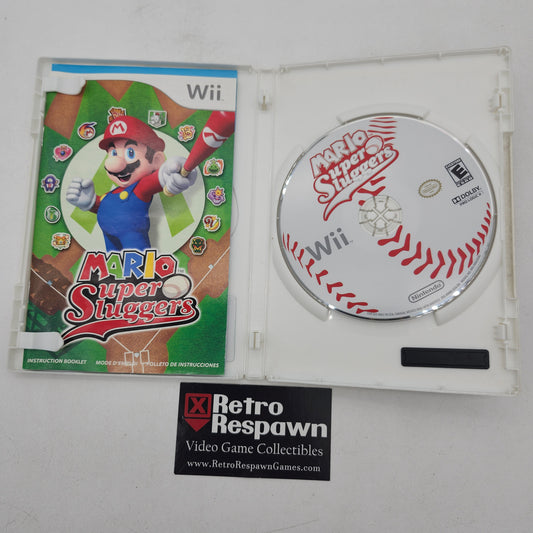 Wii
M
MARIO
Super
Sluggers
INSTRUCTION BOOKLET MODE D'EMPLOI FOLLETO DE INSTRUCCIONES
MARIO
Super
Sluggers
Wii
E
DOLBY
Nintendo
Retro
Respawn
Video Game Collectibles
www.RetroRespawnGames.com